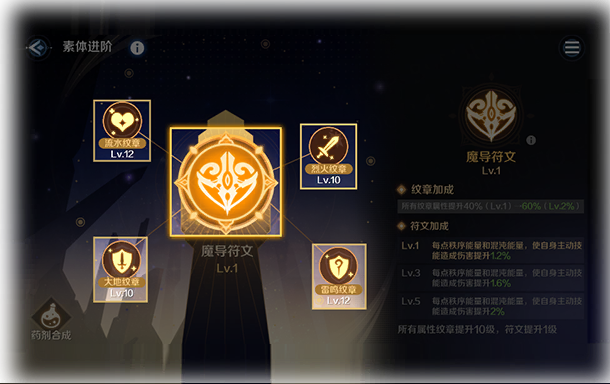 素体进阶
流水纹章
Lv.12
烈火纹章
Lv.10
魔导符文
Lv.1
大地纹章
Lv.10
雷鸣纹章
Lv.12
药剂合成
魔导符文
Lv.1
纹章加成
所有纹章属性提升40%（Lv.1）→60%（Lv.2%）
符文加成
Lv.1 每点秩序能量和混沌能量，使自身主动技
能造成伤害提升1.2%
Lv.3 每点秩序能量和混沌能量，使自身主动技
能造成伤害提升1.6%
Lv.5 每点秩序能量和混沌能量，使自身主动技
能造成伤害提升2%
所有属性纹章提升10级，符文提升1级